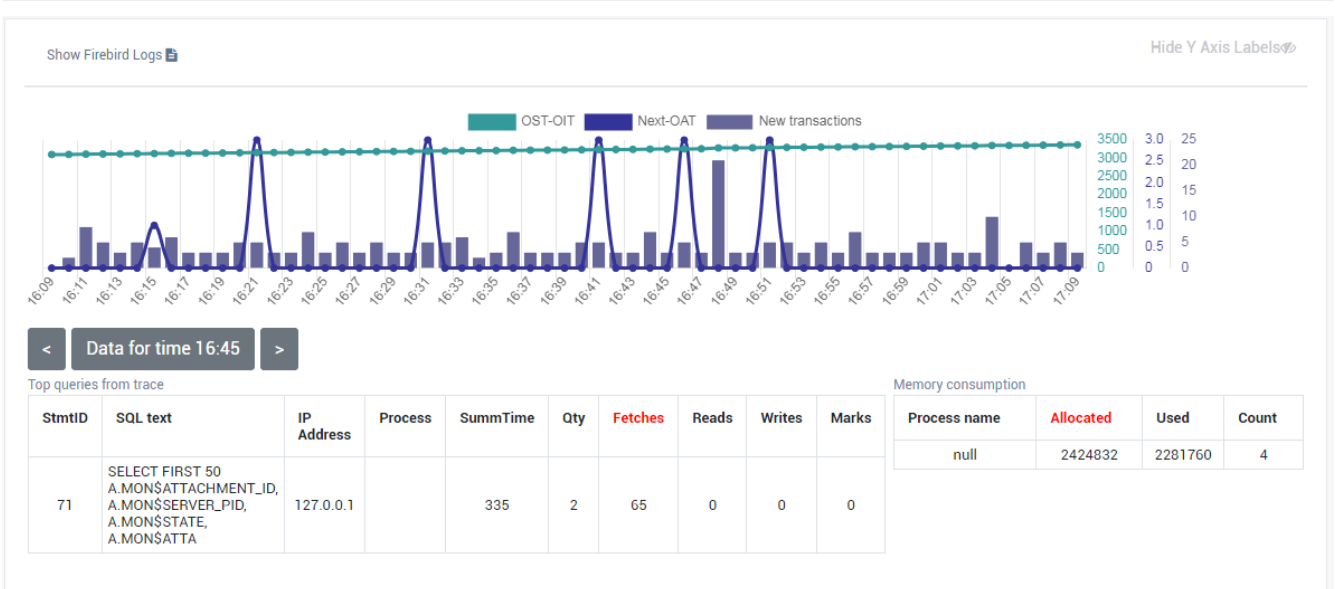 Show Firebird Logs
Hide Y Axis Labels
OST-OIT Next-OAT New transactions
3500 3.0 25
3000 2.5 20
2500 2.0 15
2000 1.5 10
1500 1.0 5
1000 0.5 0
500 0
0
16:09 16:11 16:13 16:15 16:17 16:19 16:21 16:23 16:25 16:27 16:29 16:31 16:33 16:35 16:37 16:39 16:41 16:43 16:45 16:47 16:49 16:51 16:53 16:55 16:57 16:59 17:01 17:03 17:05 17:07 17:09
< Data for time 16:45 >
Top queries from trace
StmtID SQL text IP Address Process SummTime Qty Fetches Reads Writes Marks
71 SELECT FIRST 50
A.MON$ATTACHMENT_ID,
A.MON$SERVER_PID,
A.MON$STATE,
A.MON$ATTA
127.0.0.1 335 2 65 0 0 0
Memory consumption
Process name Allocated Used Count
null 2424832 2281760 4